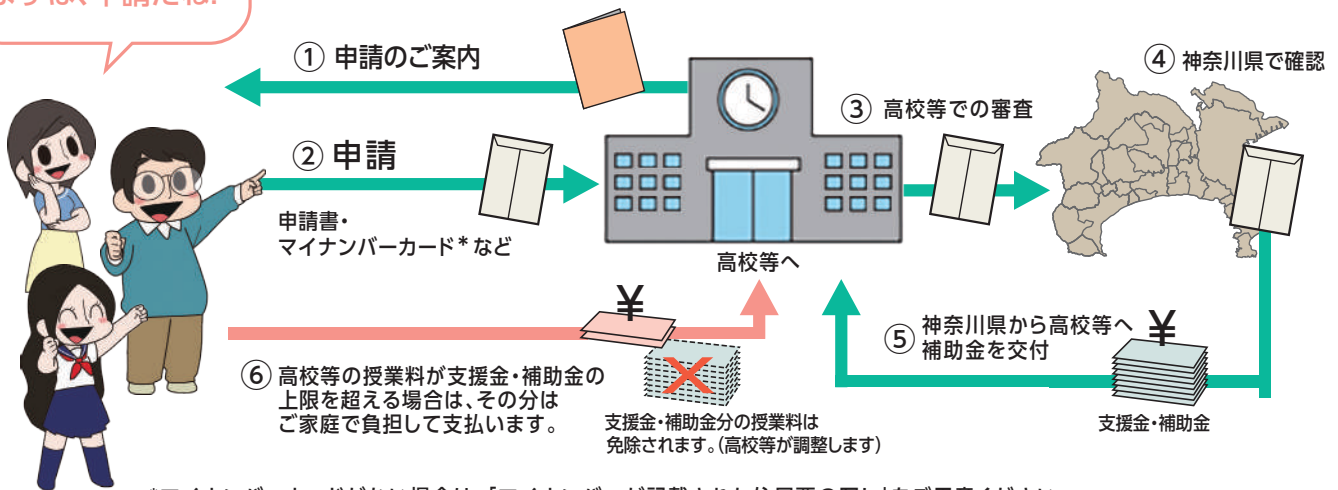 ① 申請のご案内
④ 神奈川県で確認
③ 高校等での審査
② 申請
申請書・
マイナンバーカード*など
高校等へ
¥
⑤ 神奈川県から高校等へ
補助金を交付
¥
⑥ 高校等の授業料が支援金・補助金の
上限を超える場合は、その分は
ご家庭で負担して支払います。
支援金・補助金分の授業料は
免除されます。(高校等が調整します)
支援金・補助金